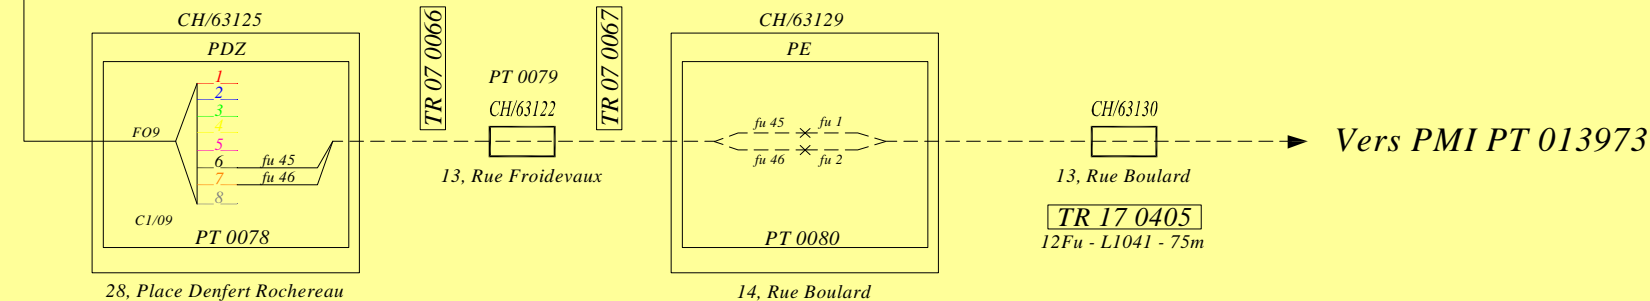 CH/63125
PDZ
1
2
3
4
5
6
7
8
FO9
fu 45
fu 46
C1/09
PT 0078
28, Place Denfert Rochereau
TR 07 0066
PT 0079
CH/63122
13, Rue Froidevaux
TR 07 0067
CH/63129
PE
fu 45
fu 1
fu 46
fu 2
PT 0080
14, Rue Boulard
CH/63130
13, Rue Boulard
TR 17 0405
12Fu - L1041 - 75m
Vers PMI PT 013973